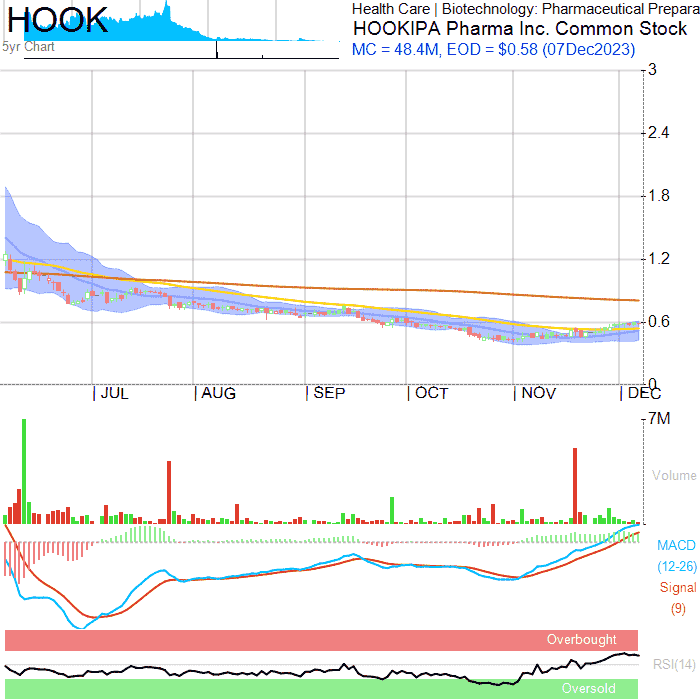 HOOK
5yr Chart
Health Care | Biotechnology: Pharmaceutical Prepara
HOOKIPA Pharma Inc. Common Stock
MC = 48.4M, EOD = $0.58 (07Dec2023)
3
2.4
1.8
1.2
0.6
0
JUL
AUG
SEP
OCT
NOV
DEC
7M
Volume
MACD
(12-26)
Signal
(9)
Overbought
RSI(14)
Oversold